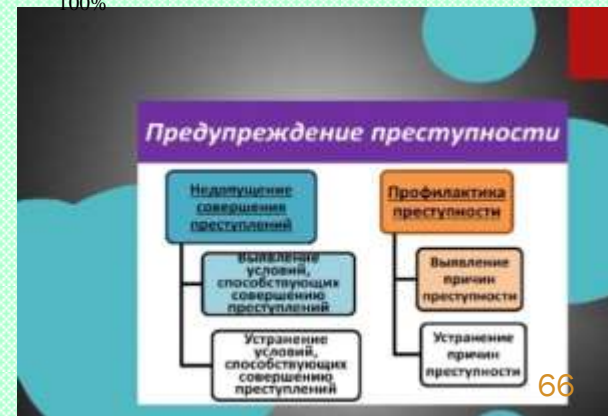 100%
Предупреждение преступности
Недопущение
совершения
преступлений
Выявление
условий,
способствующих
совершению
преступлений
Устранение
условий,
способствующих
совершению
преступлений
Профилактика
преступности
Выявление
причин
преступности
Устранение
причин
преступности
66